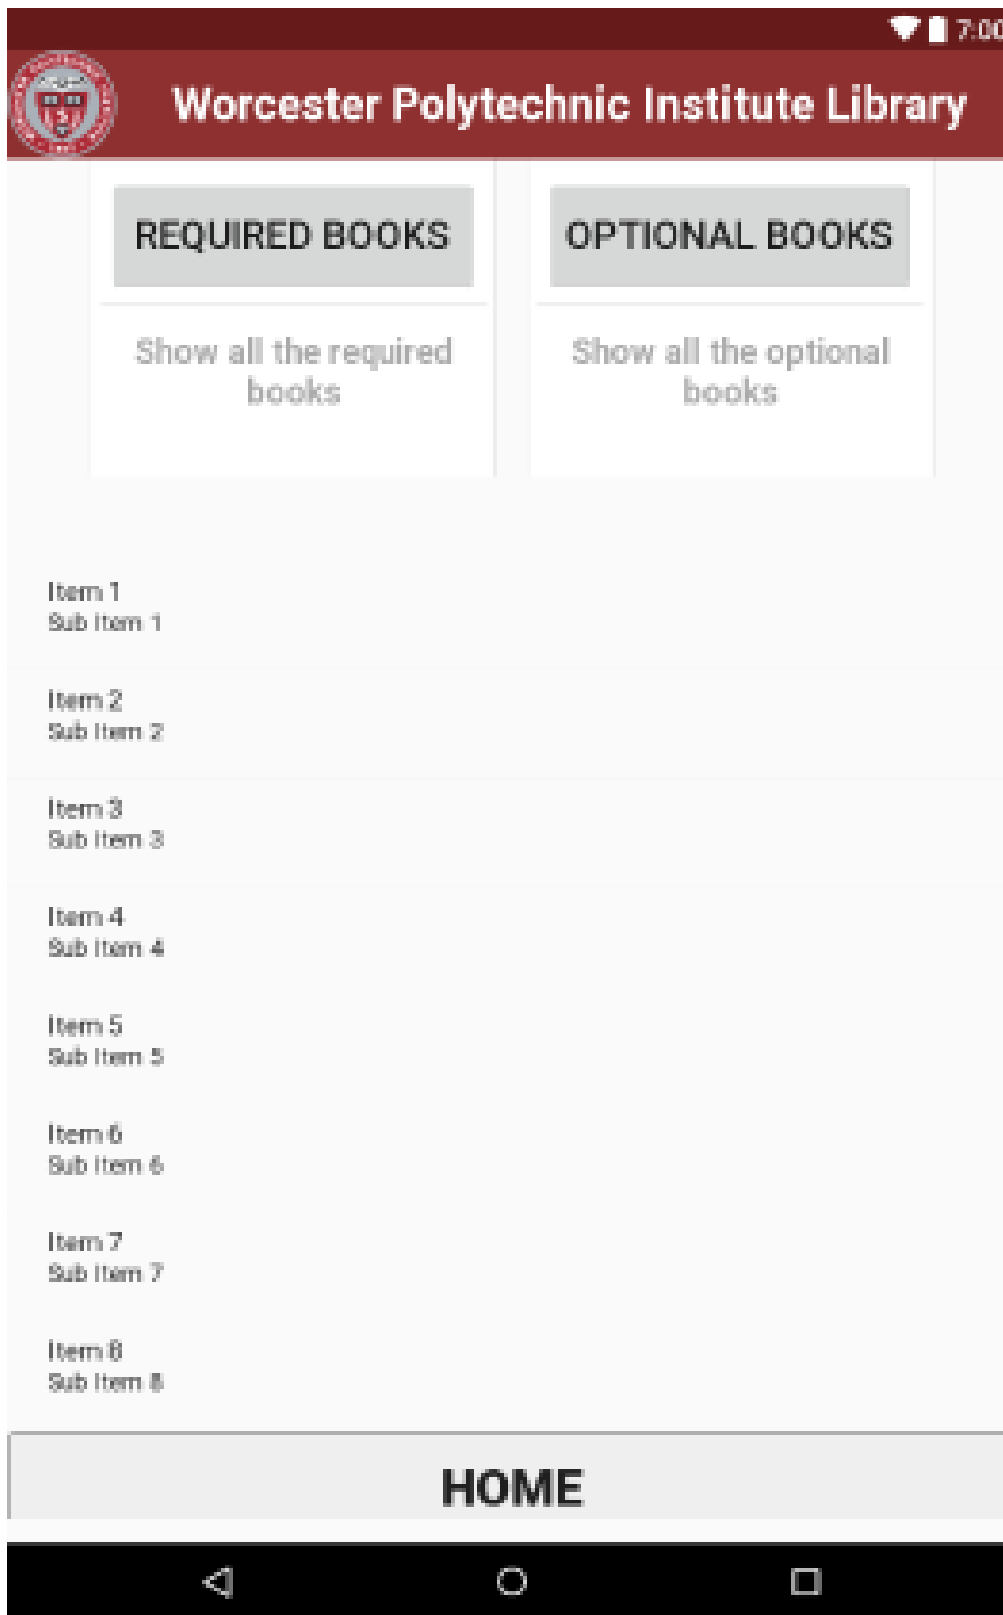 7:00
Worcester Polytechnic Institute Library
REQUIRED BOOKS
OPTIONAL BOOKS
Show all the required
books
Show all the optional
books
Item 1
Sub Item 1
Item 2
Sub Item 2
Item 3
Sub Item 3
Item 4
Sub Item 4
Item 5
Sub Item 5
Item 6
Sub Item 6
Item 7
Sub Item 7
Item 8
Sub Item 8
HOME